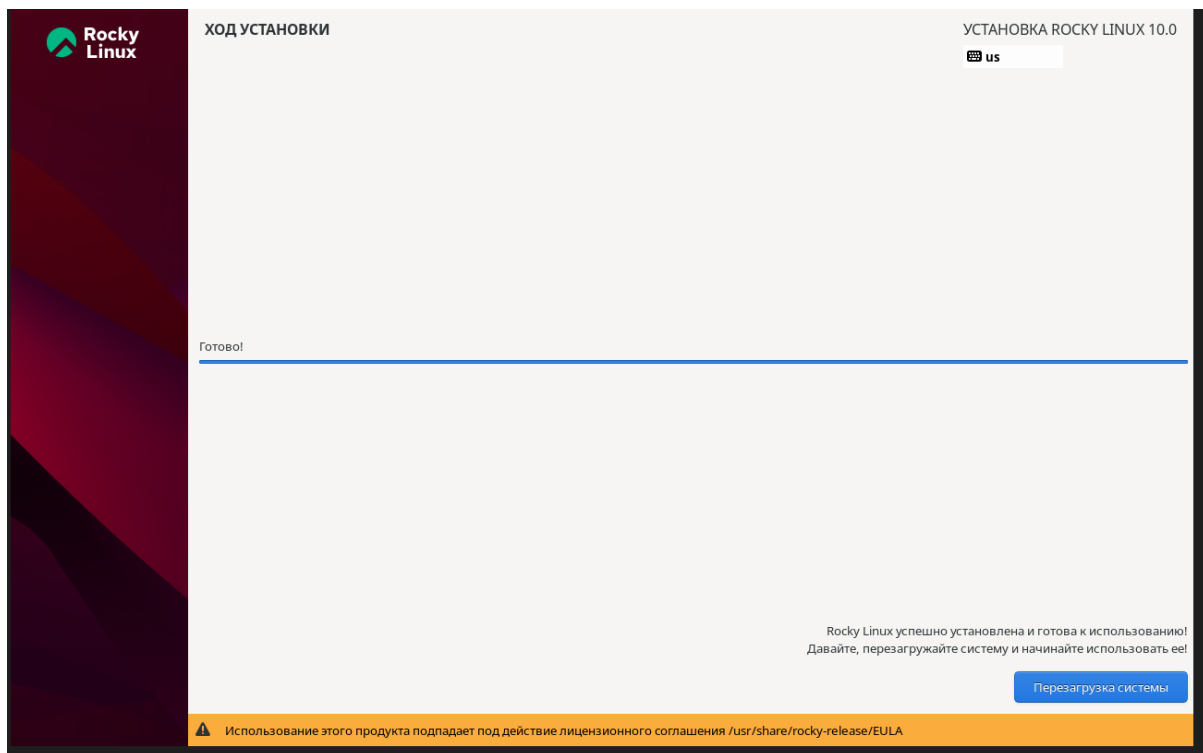 Rocky
Linux
ХОД УСТАНОВКИ
УСТАНОВКА ROCKY LINUX 10.0
us
Готово!
Rocky Linux успешно установлена и готова к использованию!
Давайте, перезагружайте систему и начинайте использовать ее!
Перезагрузка системы
Использование этого продукта подпадает под действие лицензионного соглашения /usr/share/rocky-release/EULA